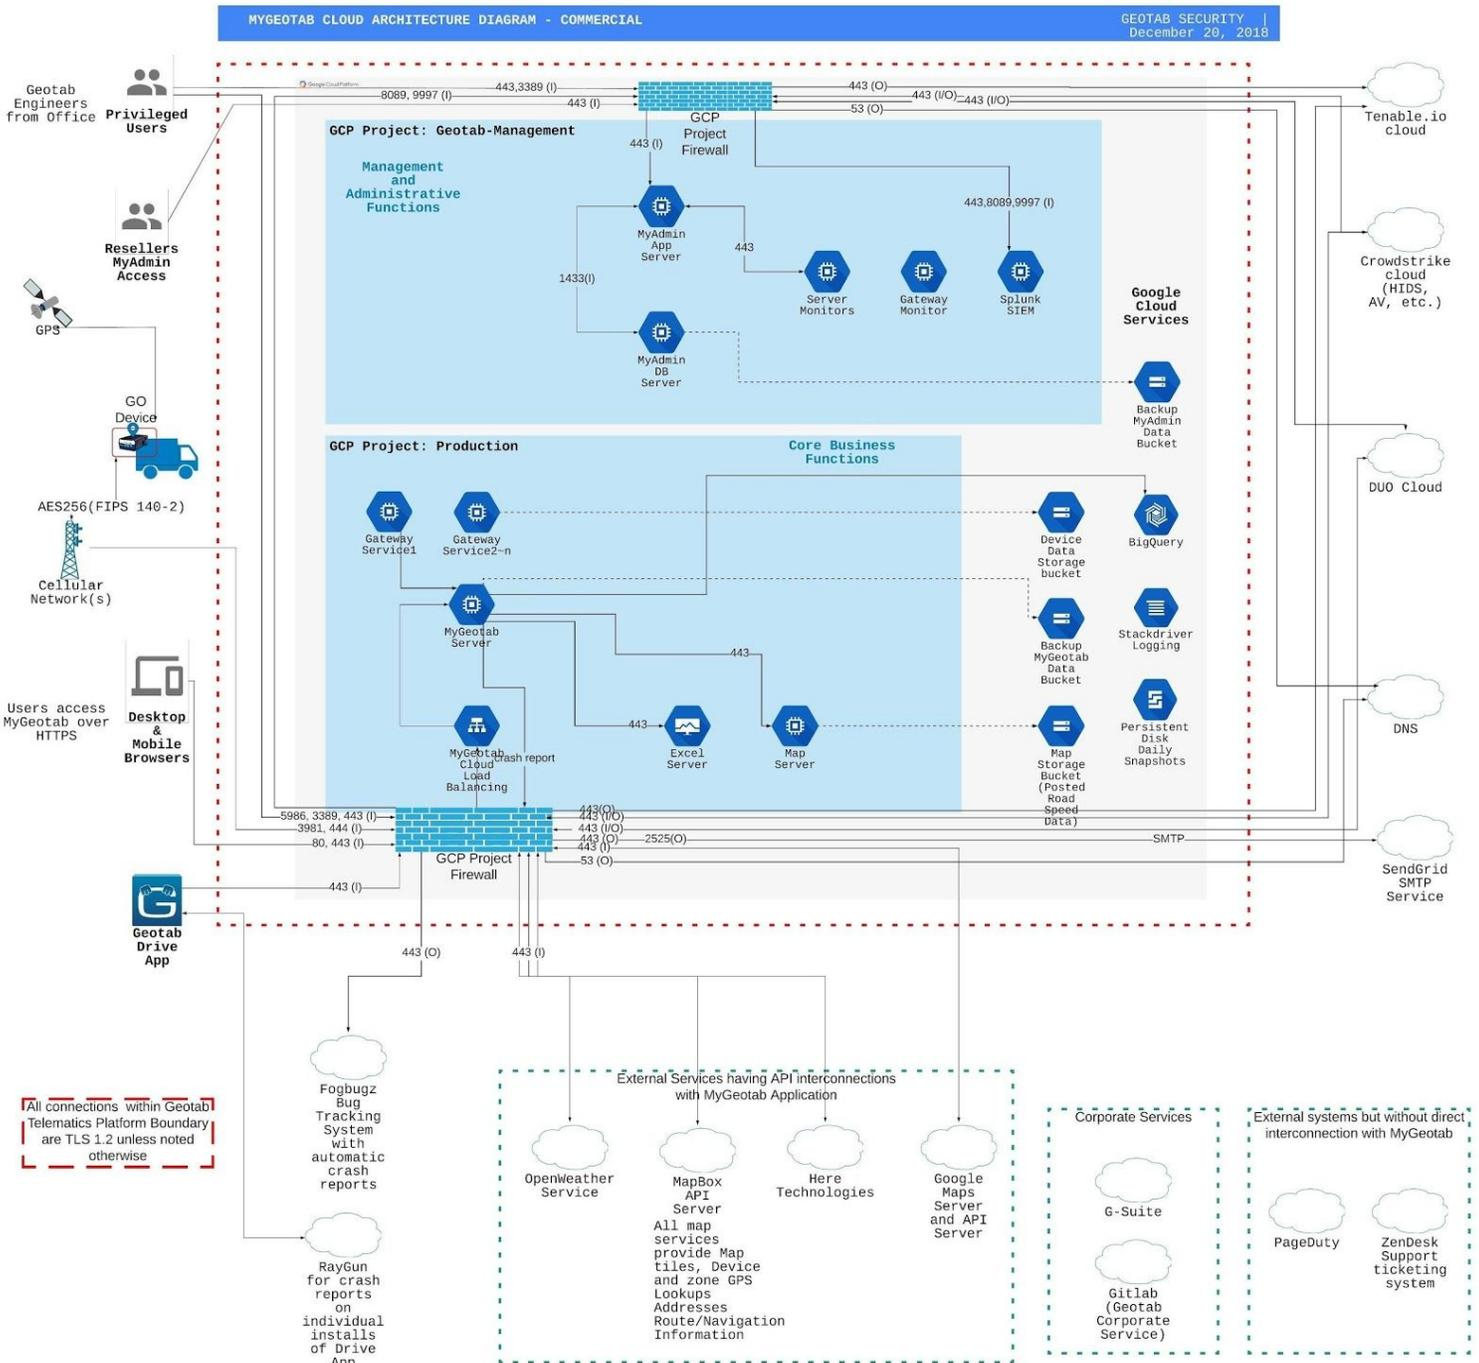 MYGEOTAB CLOUD ARCHITECTURE DIAGRAM - COMMERCIAL
GEOTAB SECURITY |
December 20, 2018
Geotab
Engineers
from Office
Privileged
Users
Google Cloud Platform
443,3389 (I)
8089, 9997 (I)
443 (I)
443 (O)
443 (I/O)
443 (I/O)
53 (O)
GCP
Project
Firewall
Tenable.io
cloud
GCP Project: Geotab-Management
Management
and
Administrative
Functions
443 (I)
MyAdmin
App
Server
443
1433(I)
443,8089,9997 (I)
Server
Monitors
Gateway
Monitor
Splunk
SIEM
MyAdmin
DB
Server
Resellers
MyAdmin
Access
Crowdstrike
cloud
(HIDS,
AV, etc.)
Google
Cloud
Services
Backup
MyAdmin
Data
Bucket
GPS
GO
Device
AES256(FIPS 140-2)
Cellular
Network(s)
GCP Project: Production
Core Business
Functions
DUO Cloud
Gateway
Service1
Gateway
Service2~n
Device
Data
Storage
bucket
BigQuery
MyGeotab
Server
Backup
MyGeotab
Data
Bucket
Stackdriver
Logging
443
Users access
MyGeotab over
HTTPS
Desktop
&
Mobile
Browsers
DNS
MyGeotab
Cloud
Load
Balancing
crash report
443
Excel
Server
Map
Server
Map
Storage
Bucket
(Posted
Road
Speed
Data)
Persistent
Disk
Daily
Snapshots
5986, 3389, 443 (I)
3981, 444 (I)
80, 443 (I)
443(O)
443 (I/O)
443 (I/O)
443 (O)
2525(O)
SMTP
443 (I)
53 (O)
GCP Project
Firewall
SendGrid
SMTP
Service
443 (I)
Geotab
Drive
App
443 (O)
443 (I)
Fogbugz
Bug
Tracking
System
with
automatic
crash
reports
RayGun
for crash
reports
on
individual
installs
of Drive
App
All connections within Geotab
Telematics Platform Boundary
are TLS 1.2 unless noted
otherwise
External Services having API interconnections
with MyGeotab Application
OpenWeather
Service
MapBox
API
Server
All map
services
provide Map
tiles, Device
and zone GPS
Lookups
Addresses
Route/Navigation
Information
Here
Technologies
Google
Maps
Server
and API
Server
Corporate Services
G-Suite
Gitlab
(Geotab
Corporate
Service)
External systems but without direct
interconnection with MyGeotab
PageDuty
ZenDesk
Support
ticketing
system